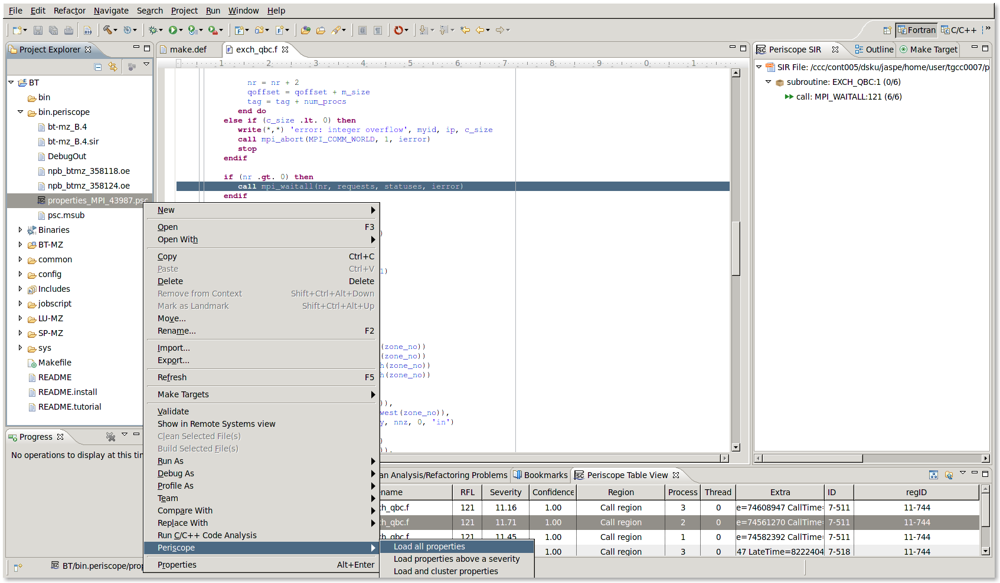 File Edit Refactor Navigate Search Project Run Window Help
Fortran C/C++ »
Project Explorer
make.def exch_qbc.f
Periscope SIR Outline Make Target
1 2 3 4 5 6 7 8 9 0 1
BT
bin
bin.periscope
bt-mz_B.4
bt-mz_B.4.sir
DebugOut
npb_btmz_358118.oe
npb_btmz_358124.oe
properties_MPI_43987.psc
psc.msub
Binaries
BT-MZ
common
config
Includes
jobscript
LU-MZ
SP-MZ
sys
Makefile
README
README.install
README.tutorial
nr = nr + 2
qoffset = qoffset + m_size
tag = tag + num_procs
end do
else if (c_size .lt. 0) then
write(*,*) 'error: integer overflow', myid, ip, c_size
call mpi_abort(MPI_COMM_WORLD, 1, ierror)
stop
endif
if (nr .gt. 0) then
call mpi_waitall(nr, requests, statuses, ierror)
endif
)
1)
(zone_no))
(zone_no))
h(zone_no))
h(zone_no))
)),
west(zone_no)),
y, nnz, 0, 'in')
)
)),
SIR File: /ccc/cont005/dsku/jaspe/home/user/tgcc0007/p
subroutine: EXCH_QBC:1 (0/6)
call: MPI_WAITALL:121 (6/6)
New
Open F3
Open With
Copy Ctrl+C
Paste Ctrl+V
Delete Delete
Remove from Context Shift+Ctrl+Alt+Down
Mark as Landmark Shift+Ctrl+Alt+Up
Move...
Rename... F2
Import...
Export...
Refresh F5
Make Targets
Validate
Show in Remote Systems view
Clean Selected File(s)
Build Selected File(s)
Run As
Debug As
Profile As
Team
Compare With
Replace With
Run C/C++ Code Analysis
Periscope
Properties Alt+Enter
Load all properties
Load properties above a severity
Load and cluster properties
Progress
No operations to display at this tim
an Analysis/Refactoring Problems Bookmarks Periscope Table View
name RFL Severity Confidence Region Process Thread Extra ID regID
ch_qbc.f 121 11.16 1.00 Call region 3 0 e=74608947 CallTime= 7-511 11-744
ch_qbc.f 121 11.71 1.00 Call region 2 0 e=74561270 CallTime= 7-511 11-744
ch_qbc.f 121 11.45 1.00 Call region 1 0 e=74582392 CallTime= 7-511 11-744
1.00 Call region 3 0 47 LateTime=8222404 7-518 11-744
BT/bin.periscope/prop